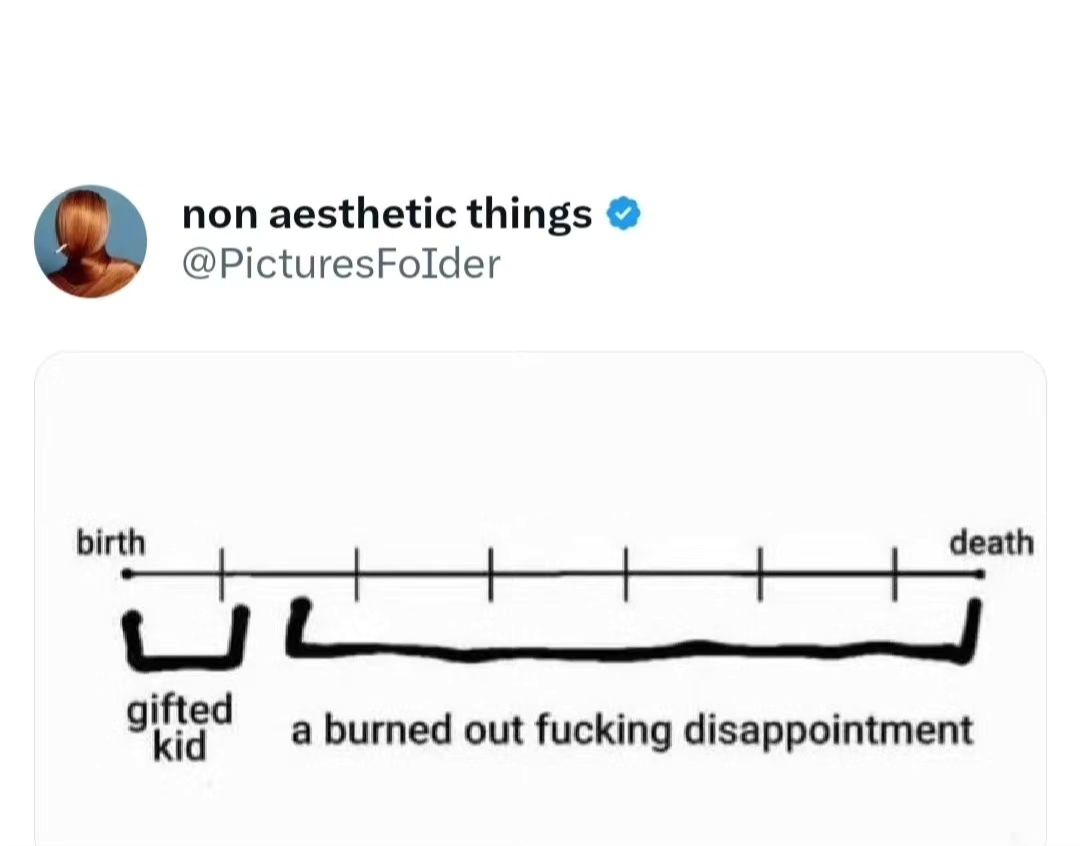 non aesthetic things
@PicturesFoIder
birth
death
gifted
kid
a burned out fucking disappointment